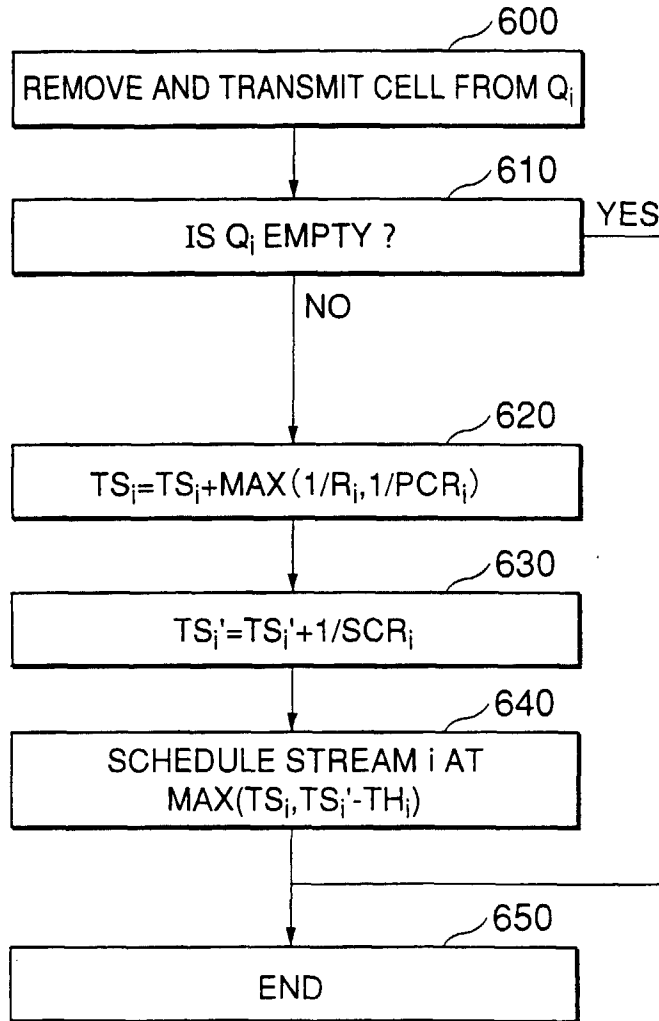 600
REMOVE AND TRANSMIT CELL FROM Qi
610
IS Qi EMPTY ?
YES
NO
620
TSi=TSi+MAX(1/Ri,1/PCRi)
630
TSi'=TSi'+1/SCRi
640
SCHEDULE STREAM i AT
MAX(TSi,TSi'-THi)
650
END